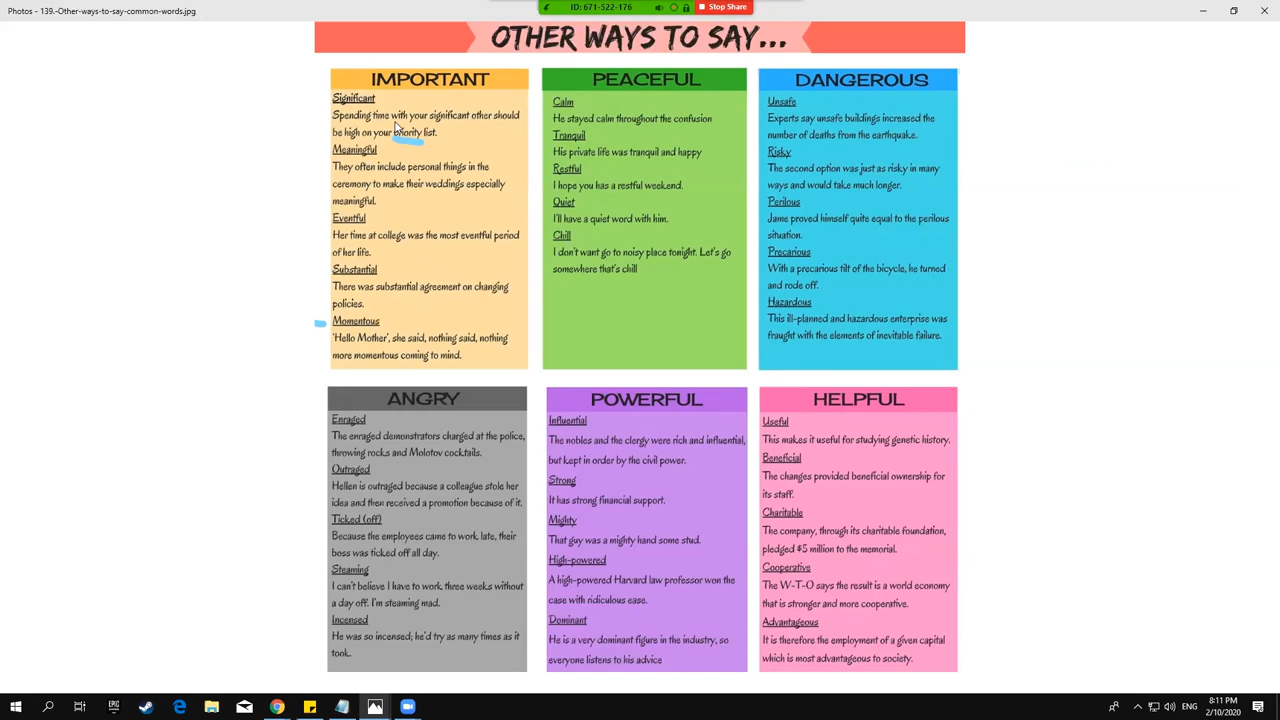 Photos - 139.-Other-ways-to-say-common-words.jpg
ID: 671-522-176
Stop Share
OTHER WAYS TO SAY...
IMPORTANT
Significant
Spending time with your significant other should
be high on your priority list.
Meaningful
They often include personal things in the
ceremony to make their weddings especially
meaningful.
Eventful
Her time at college was the most eventful period
of her life.
Substantial
There was substantial agreement on changing
policies.
Momentous
'Hello Mother', she said, nothing said, nothing
more momentous coming to mind.
PEACEFUL
Calm
He stayed calm throughout the confusion
Tranquil
His private life was tranquil and happy
Restful
I hope you has a restful weekend.
Quiet
I'll have a quiet word with him.
Chill
I don't want go to noisy place tonight. Let's go
somewhere that's chill
DANGEROUS
Unsafe
Experts say unsafe buildings increased the
number of deaths from the earthquake.
Risky
The second option was just as risky in many
ways and would take much longer.
Perilous
Jame proved himself quite equal to the perilous
situation.
Precarious
With a precarious tilt of the bicycle, he turned
and rode off.
Hazardous
This ill-planned and hazardous enterprise was
fraught with the elements of inevitable failure.
ANGRY
Enraged
The enraged demonstrators charged at the police,
throwing rocks and Molotov cocktails.
Outraged
Hellen is outraged because a colleague stole her
idea and then received a promotion because of it.
Ticked (off)
Because the employees came to work late, their
boss was ticked off all day.
Steaming
I can't believe I have to work three weeks without
a day off. I'm steaming mad.
Incensed
He was so incensed; he'd try as many times as it
took.
POWERFUL
Influential
The nobles and the clergy were rich and influential,
but kept in order by the civil power.
Strong
It has strong financial support.
Mighty
That guy was a mighty hand some stud.
High-powered
A high-powered Harvard law professor won the
case with ridiculous ease.
Dominant
He is a very dominant figure in the industry, so
everyone listens to his advice
HELPFUL
Useful
This makes it useful for studying genetic history.
Beneficial
The changes provided beneficial ownership for
its staff.
Charitable
The company, through its charitable foundation,
pledged $5 million to the memorial.
Cooperative
The W-T-O says the result is a world economy
that is stronger and more cooperative.
Advantageous
It is therefore the employment of a given capital
which is most advantageous to society.
EPIC
GAMES
ENG
8:11 PM
2/10/2020